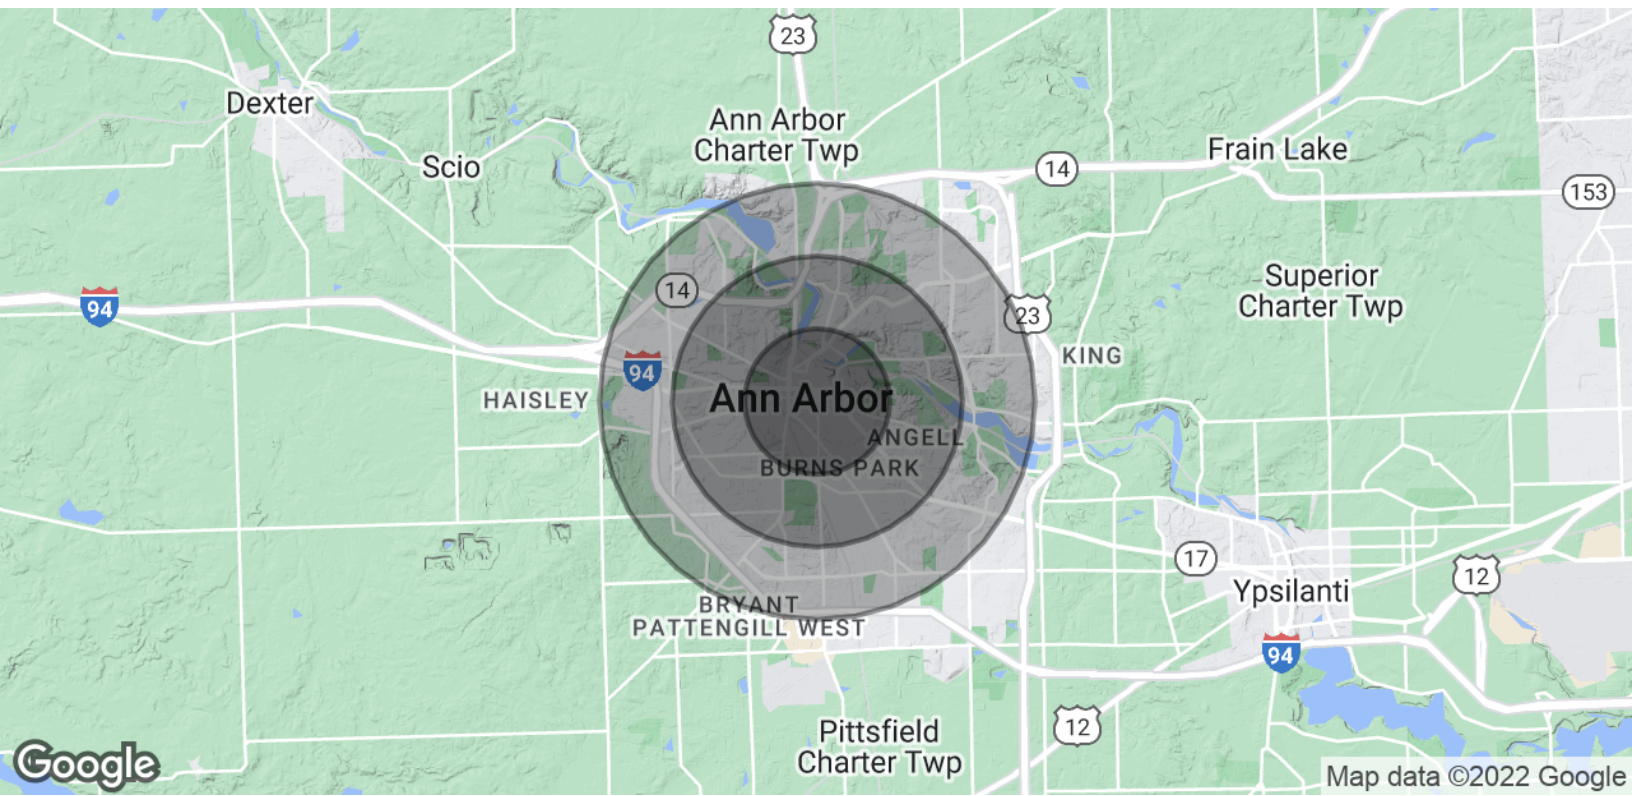 23
Dexter
Ann Arbor
Charter Twp
Scio
Frain Lake
14
153
14
94
Superior
Charter Twp
23
94
KING
HAISLEY
Ann Arbor
ANGELL
BURNS PARK
17
12
Ypsilanti
BRYANT
PATTENGILL WEST
94
12
Pittsfield
Charter Twp
Google
Map data ©2022 Google